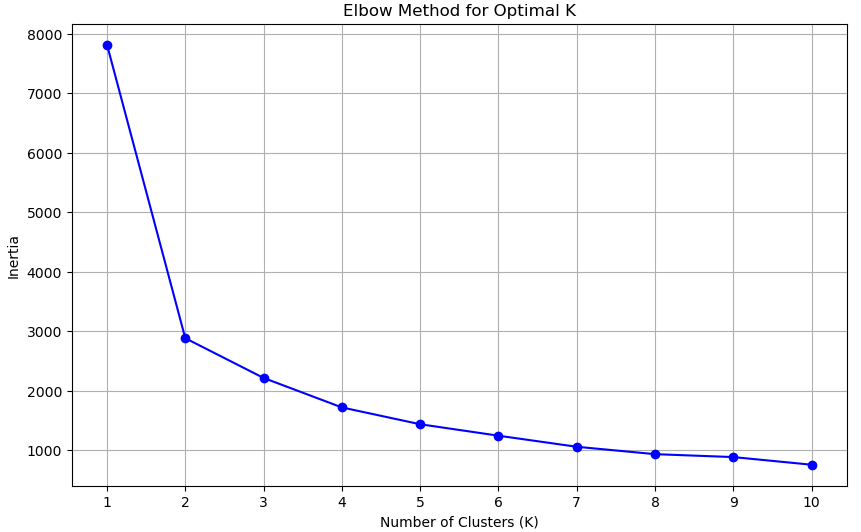 Elbow Method for Optimal K
8000
7000
6000
5000
4000
3000
2000
1000
Inertia
1 2 3 4 5 6 7 8 9 10
Number of Clusters (K)